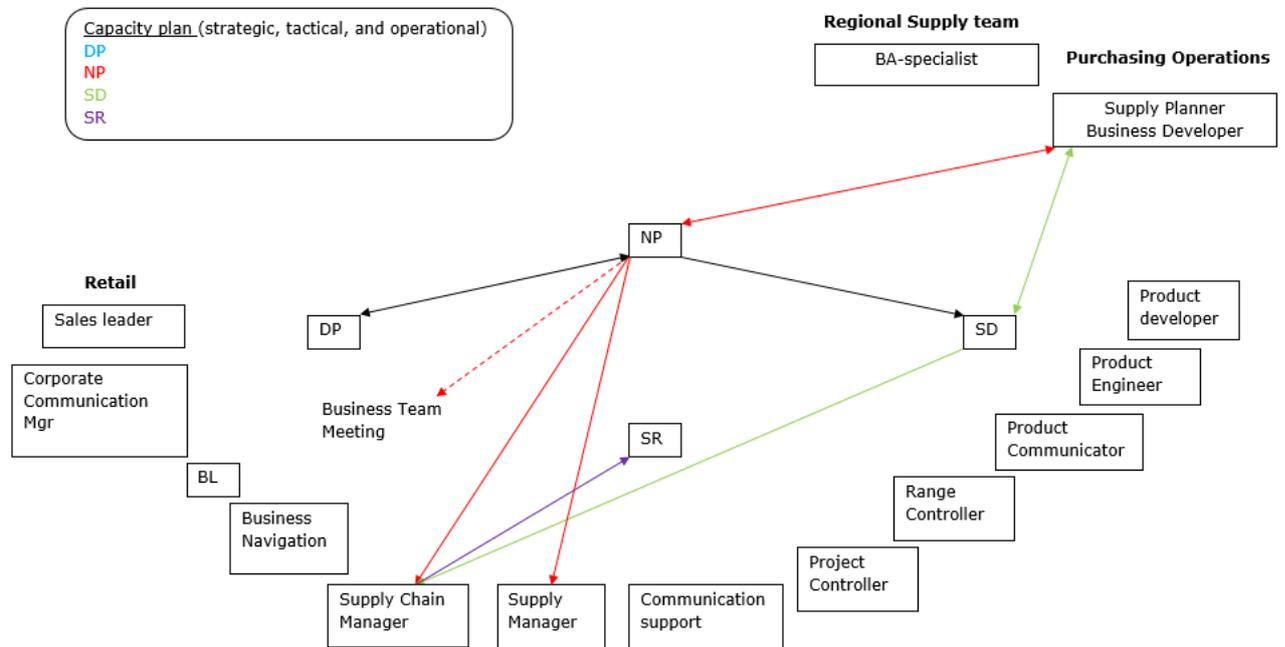 Capacity plan (strategic, tactical, and operational)
DP
NP
SD
SR
Regional Supply team
BA-specialist
Purchasing Operations
Supply Planner
Business Developer
NP
Retail
Sales leader
DP
SD
Product
developer
Corporate
Communication
Mgr
Product
Engineer
Business Team
Meeting
SR
Product
Communicator
BL
Range
Controller
Business
Navigation
Project
Controller
Supply Chain
Manager
Supply
Manager
Communication
support